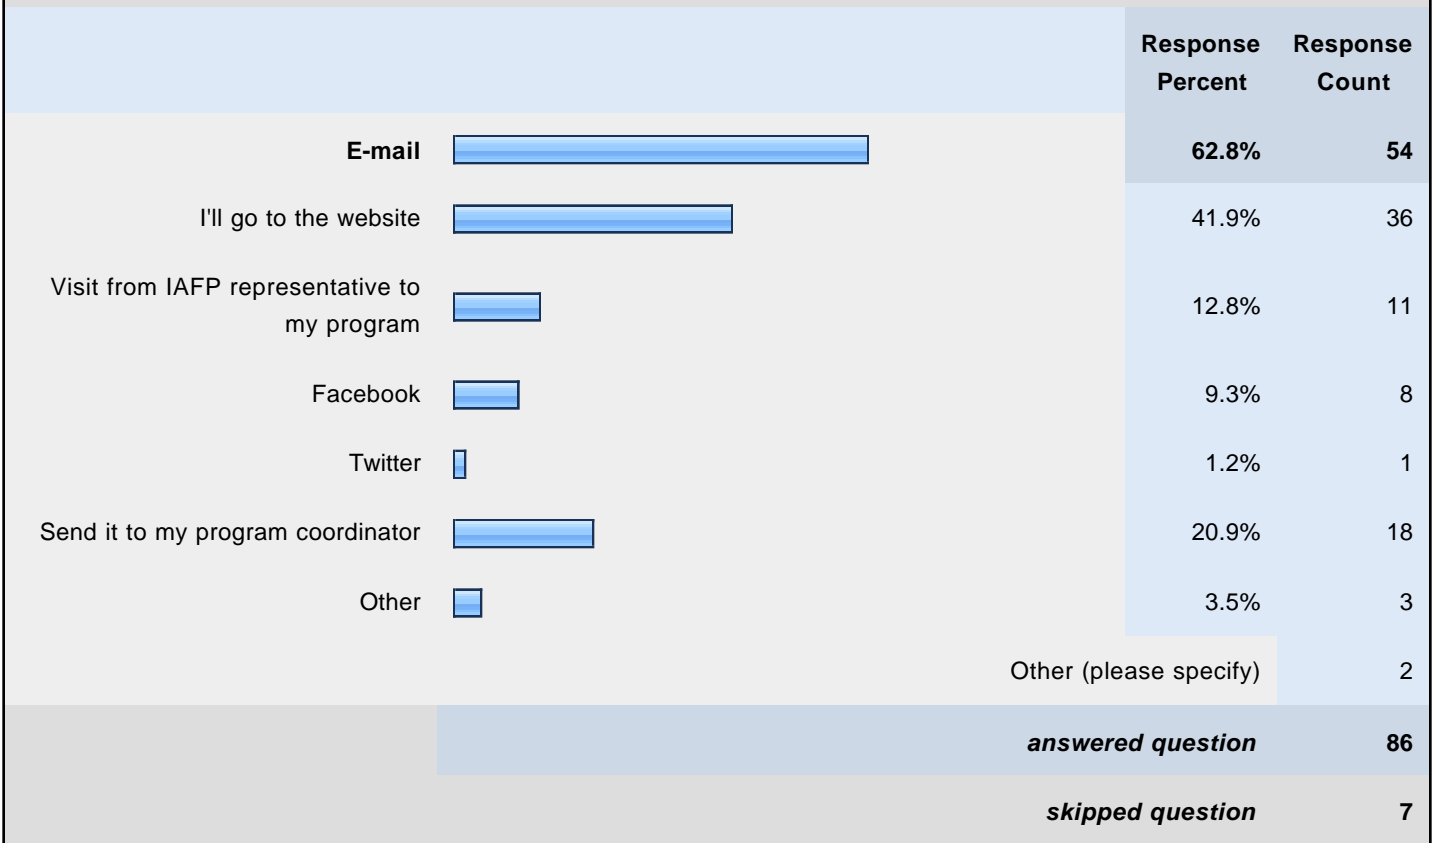 Response Response
Percent Count
E-mail 62.8% 54
I'll go to the website 41.9% 36
Visit from IAFP representative to
my program 12.8% 11
Facebook 9.3% 8
Twitter 1.2% 1
Send it to my program coordinator 20.9% 18
Other 3.5% 3
Other (please specify) 2
answered question 86
skipped question 7